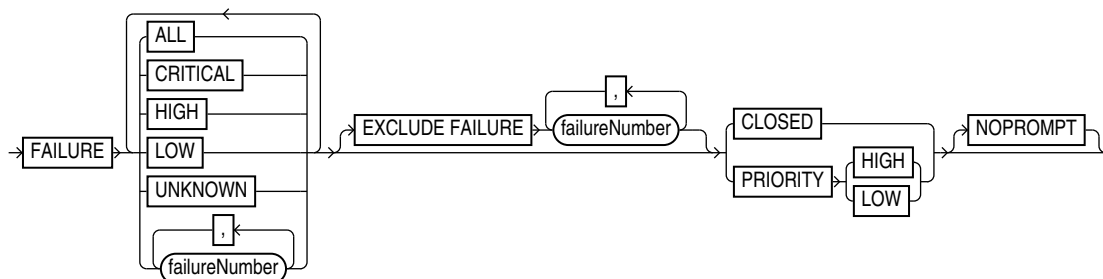 ALL
CRITICAL
HIGH
FAILURE LOW
UNKNOWN
,
failureNumber
EXCLUDE FAILURE
,
failureNumber
CLOSED
PRIORITY
HIGH
LOW
NOPROMPT